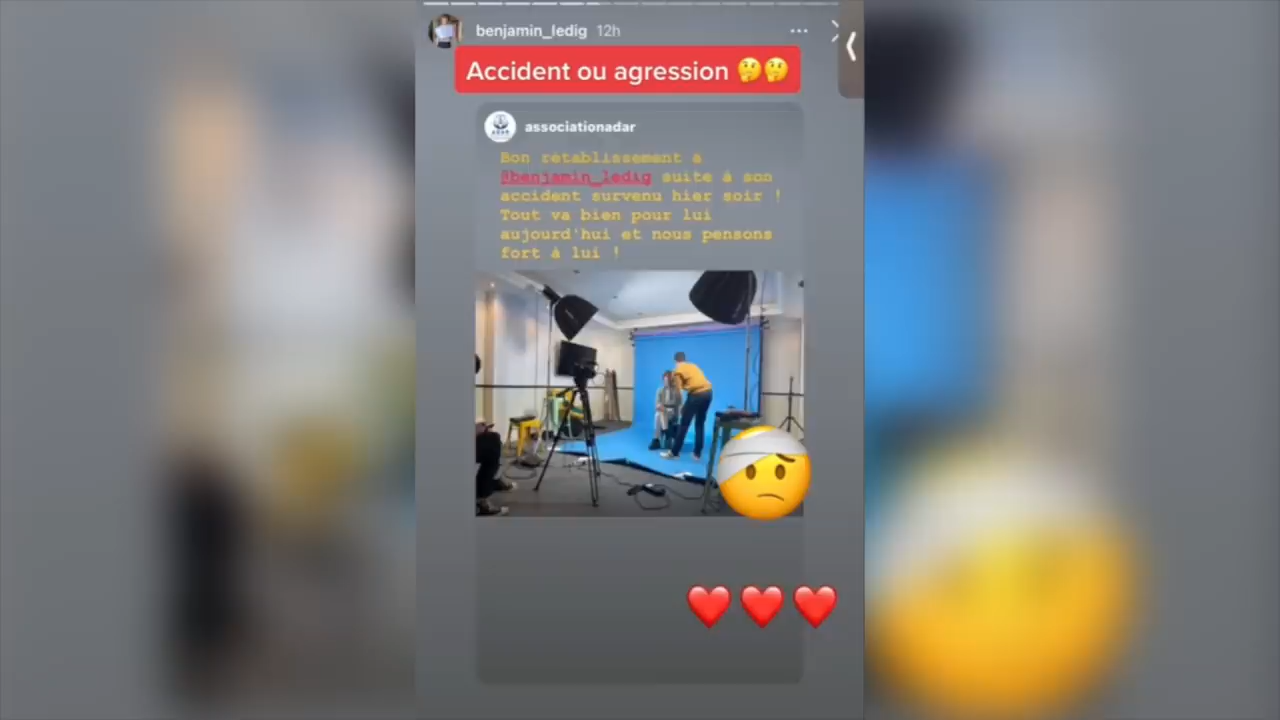 benjamin_ledig 12h
Accident ou agression 🤔🤔
associationadar
Bon rétablissement a
@benjamin_ledig suite à son
accident survenu hier soir !
Tout va bien pour lui
aujourd'hui et nous pensons
fort à lui !